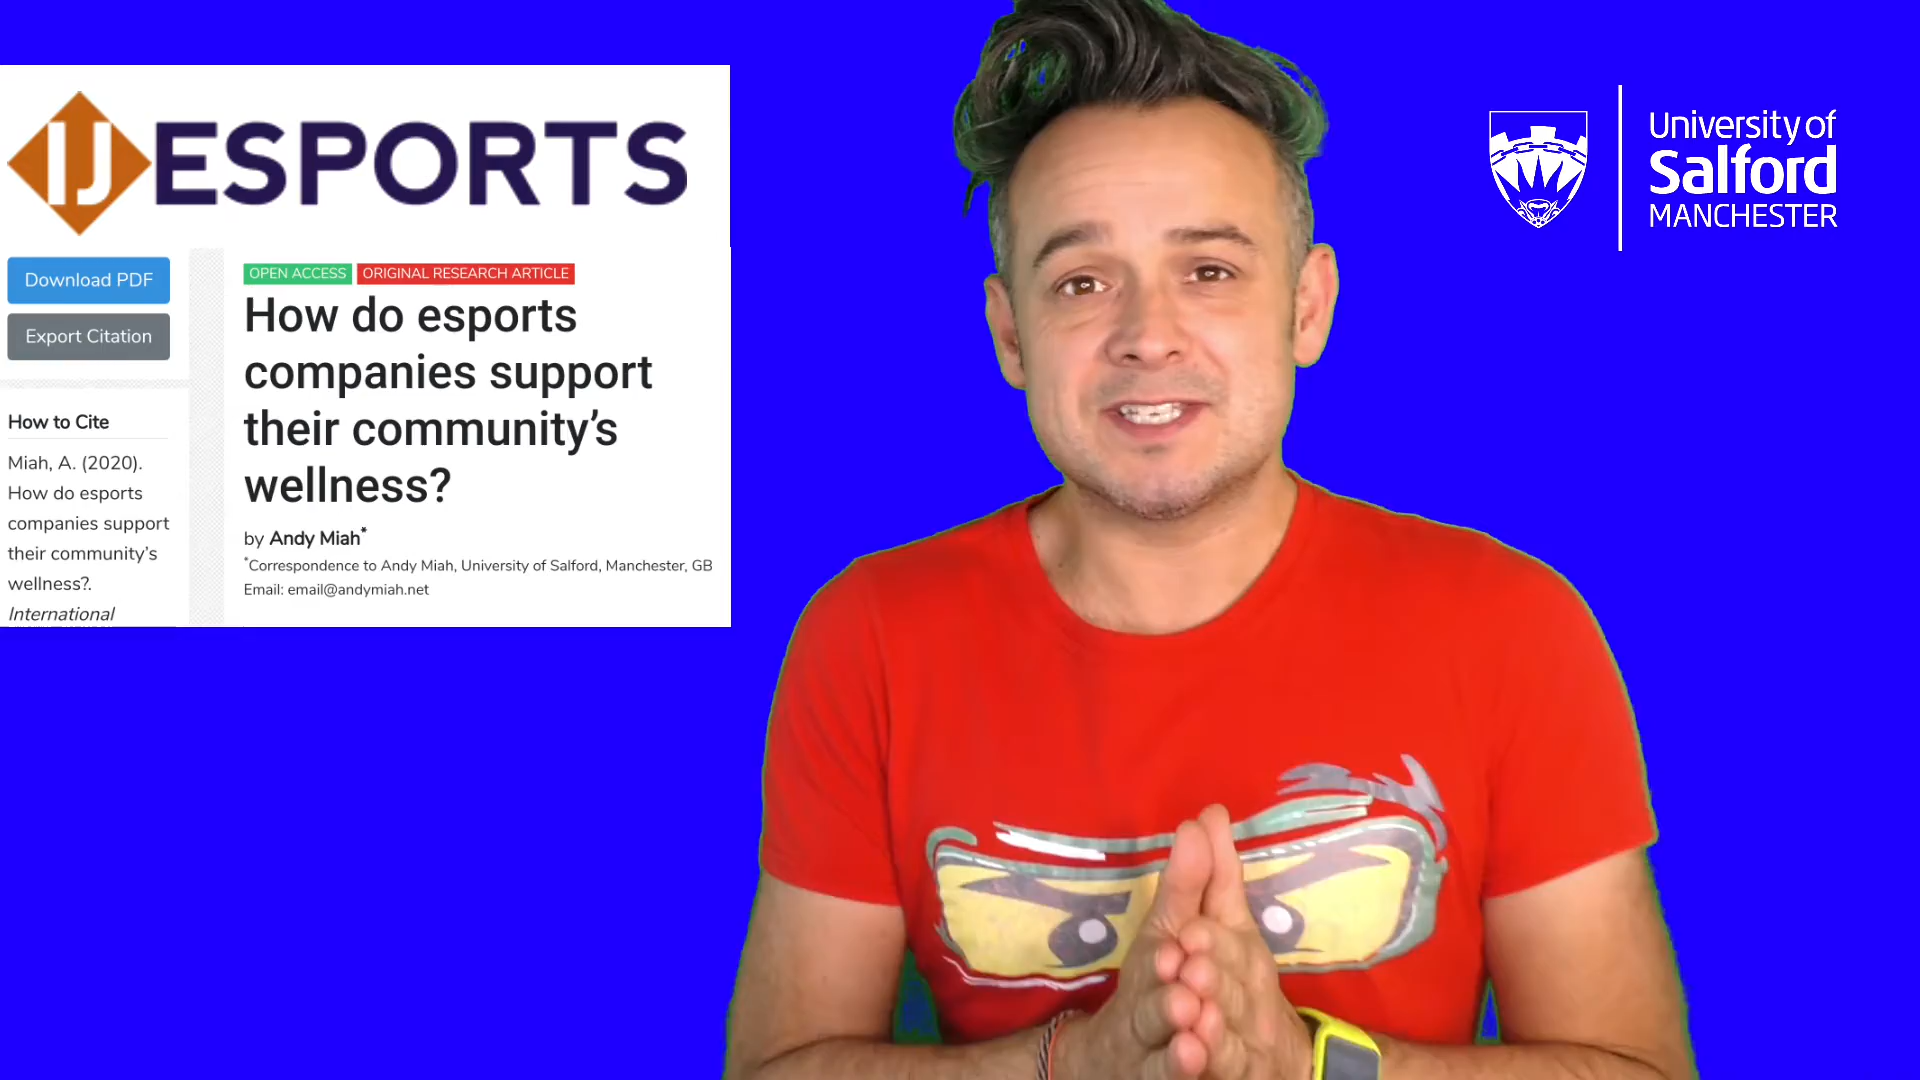 IJ ESPORTS
Download PDF
Export Citation
How to Cite
Miah, A. (2020).
How do esports
companies support
their community’s
wellness?.
International
OPEN ACCESS ORIGINAL RESEARCH ARTICLE
How do esports
companies support
their community’s
wellness?
by Andy Miah*
*Correspondence to Andy Miah, University of Salford, Manchester, GB
Email: email@andymiah.net
University of
Salford
MANCHESTER